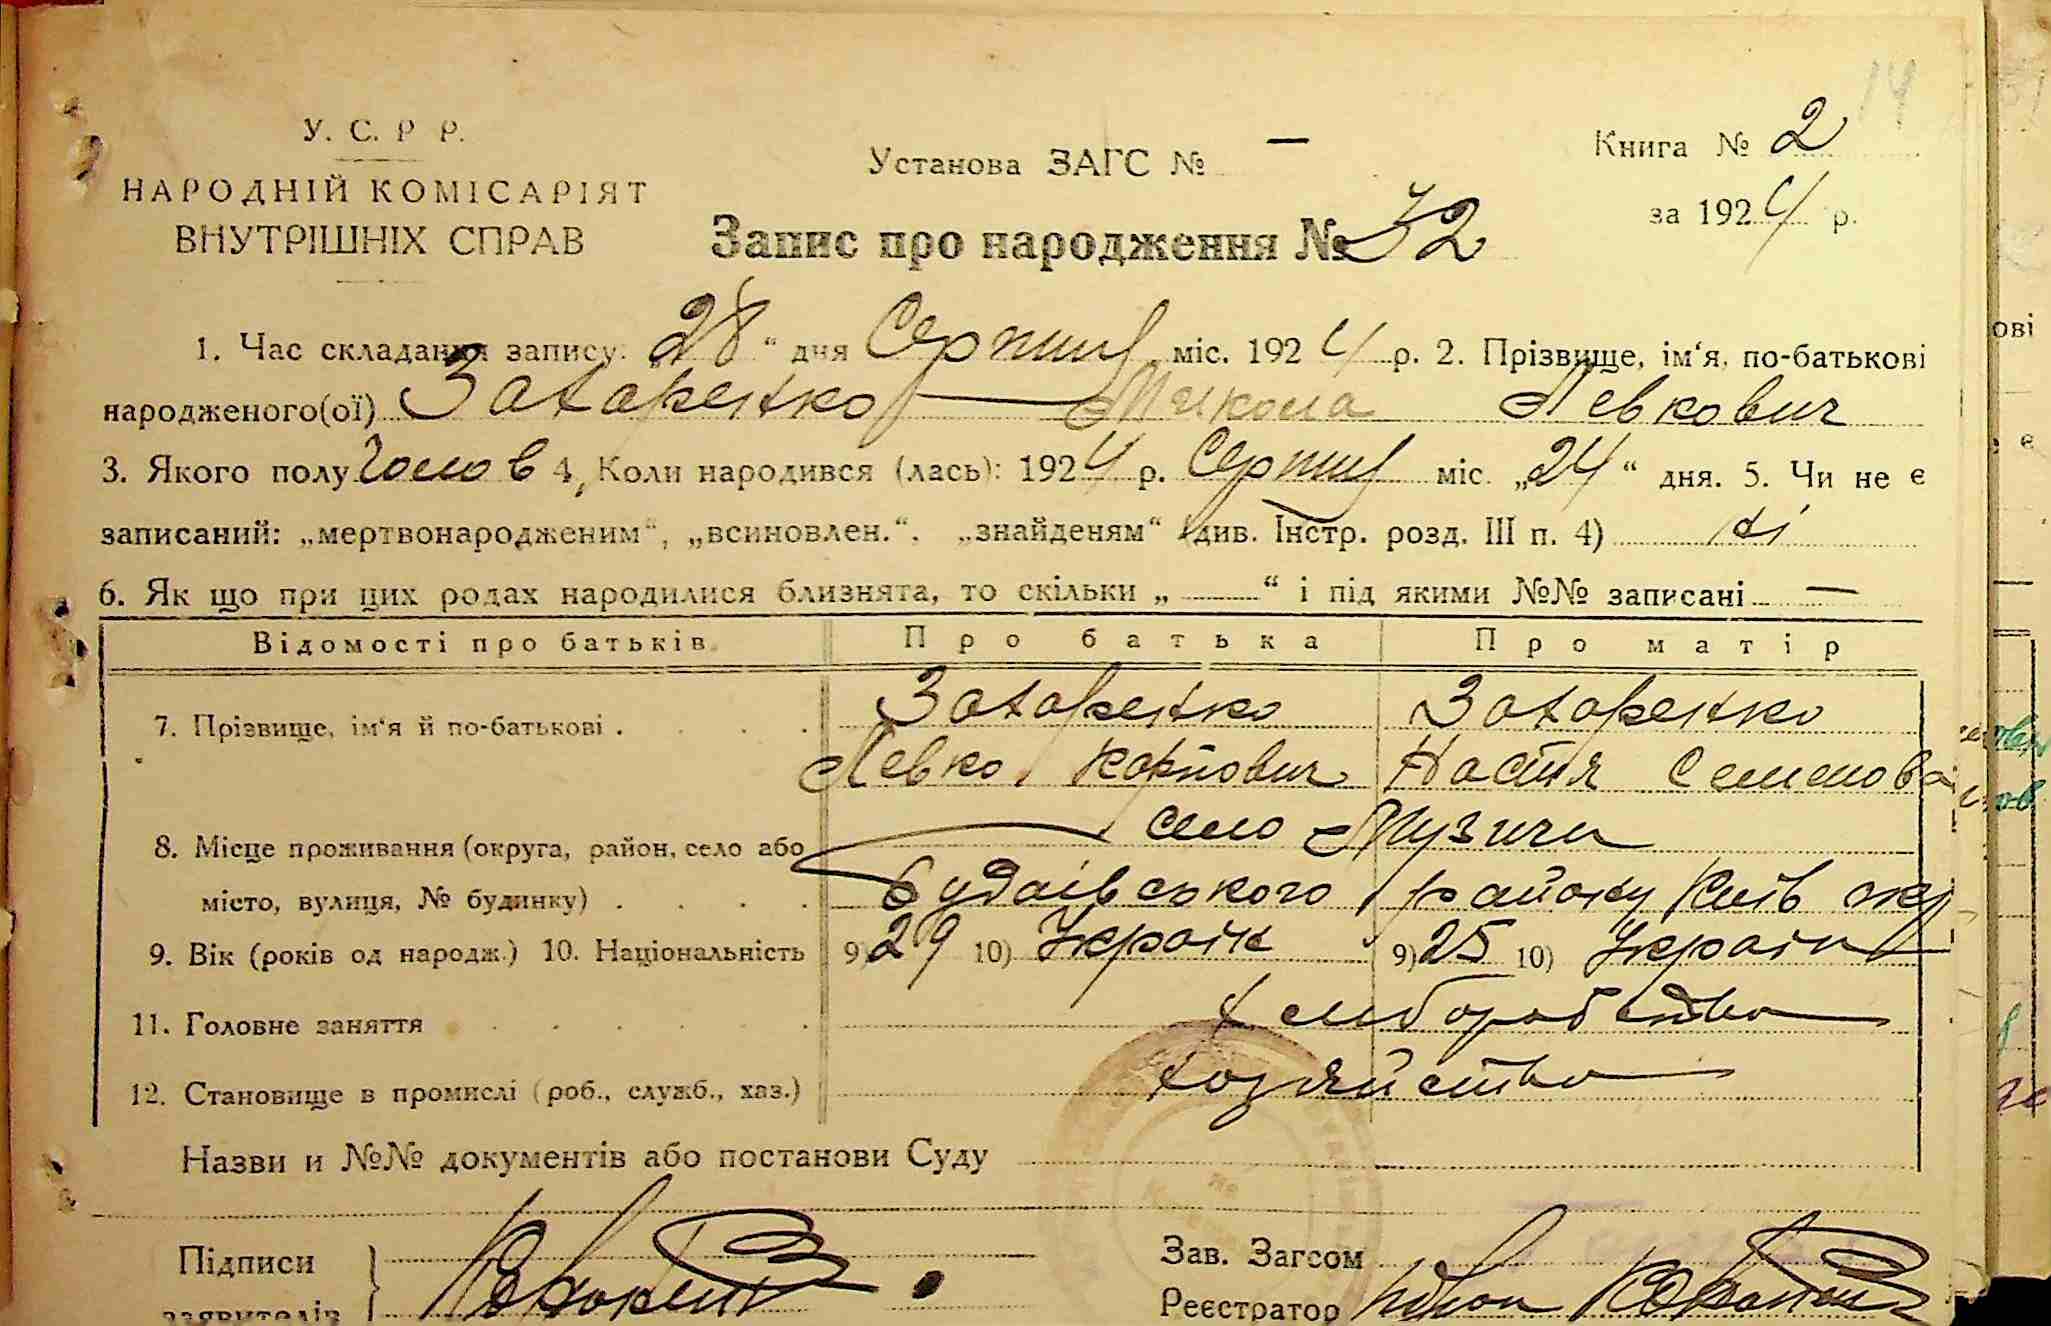 14
У. С. Р Р.
НАРОДНІЙ КОМІСАРІЯТ
ВНУТРІШНІХ СПРАВ
Установа ЗАГС № —
Книга № 2
за 1924 р.
Запис про народження № 32
1. Час складання запису: „28“ дня Серпня міс. 1924 р. 2. Прізвище, ім‘я, по-батькові
народженого(ої) Захаренко Микола Левкович
3. Якого полу Чолов 4, Коли народився (лась): 1924 р. Серпня міс. „24“ дня. 5. Чи не є
записаний: „мертвонародженим“, „всиновлен.“, „знайденям“ (див. Інстр. розд. III п. 4) Ні
6. Як що при цих родах народилися близнята, то скільки „ “ і під якими №№ записані —
Відомості про батьків. Про батька Про матір
7. Прізвище, ім‘я й по-батькові . Захаренко Захаренко
Левко Карпович Настя Семенова
8. Місце проживання (округа, район, село або село Музичи
місто, вулиця, № будинку) Будаівського району Київ окр
9. Вік (років од народж.) 10. Національність 9) 29 10) Украін 9) 25 10) Украін
11. Головне заняття хліборобство
12. Становище в промислі (роб., служб., хаз.) хозяйство
Назви и №№ документів або постанови Суду
Підписи
заявителів
Зав. Загсом
Реєстратор